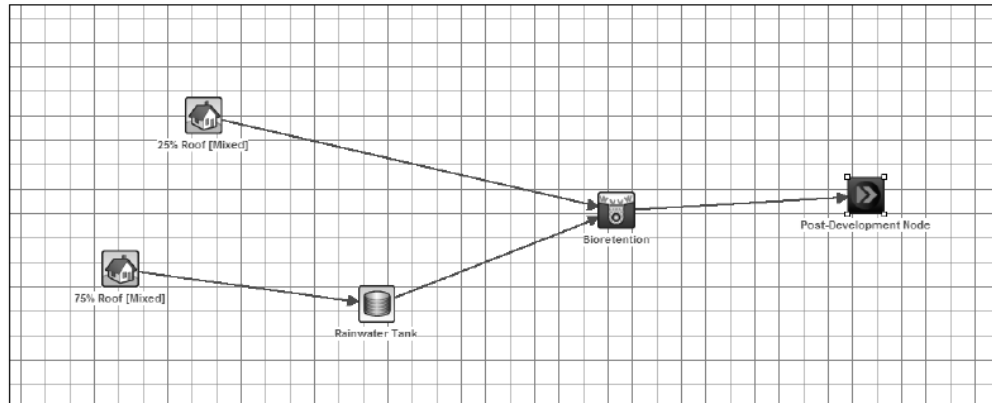 25% Roof [Mixed]
Post-Development Node
Bioretention
75% Roof [Mixed]
Rainwater Tank